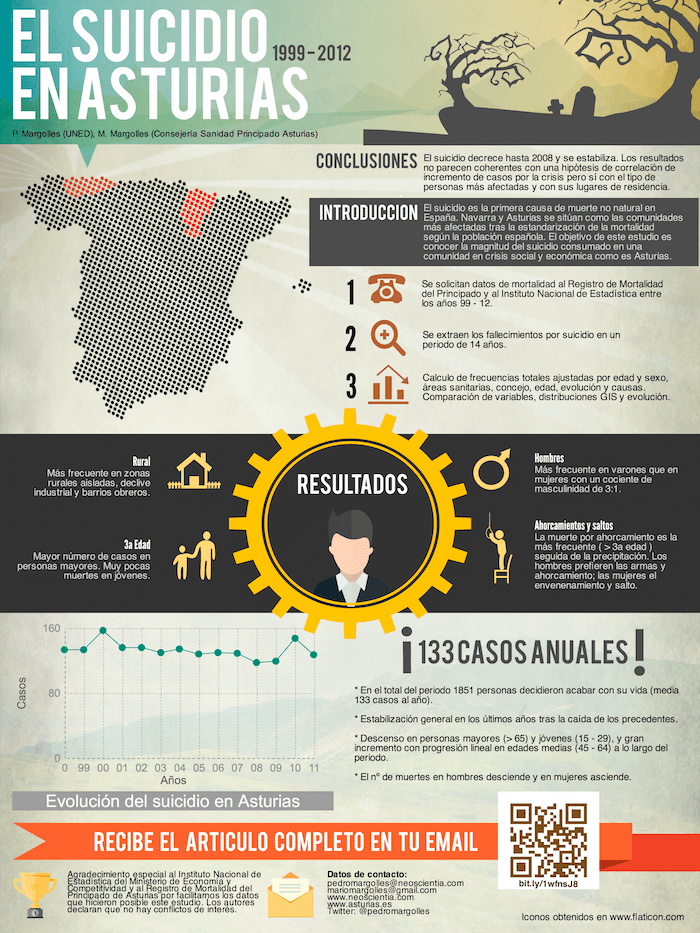 EL SUICIDIO
1999 - 2012
EN ASTURIAS
P. Margolles (UNED), M. Margolles (Consejería Sanidad Principado Asturias)
CONCLUSIONES
El suicidio decrece hasta 2008 y se estabiliza. Los resultados
no parecen coherentes con una hipótesis de correlación de
incremento de casos por la crisis pero si con el tipo de
personas más afectadas y con sus lugares de residencia.
INTRODUCCION
El suicidio es la primera causa de muerte no natural en
España. Navarra y Asturias se sitúan como las comunidades
más afectadas tras la estandarización de la mortalidad
según la población española. El objetivo de este estudio es
conocer la magnitud del suicidio consumado en una
comunidad en crisis social y económica como es Asturias.
1
Se solicitan datos de mortalidad al Registro de Mortalidad
del Principado y al Instituto Nacional de Estadística entre
los años 99 - 12.
2
Se extraen los fallecimientos por suicidio en un
periodo de 14 años.
3
Calculo de frecuencias totales ajustadas por edad y sexo,
áreas sanitarias, concejo, edad, evolución y causas.
Comparación de variables, distribuciones GIS y evolución.
Rural
Más frecuente en zonas
rurales aisladas, declive
industrial y barrios obreros.
3a Edad
Mayor número de casos en
personas mayores. Muy pocas
muertes en jóvenes.
RESULTADOS
Hombres
Más frecuente en varones que en
mujeres con un cociente de
masculinidad de 3:1.
Ahorcamientos y saltos
La muerte por ahorcamiento es la
más frecuente ( > 3a edad )
seguida de la precipitación. Los
hombres prefieren las armas y
ahorcamiento; las mujeres el
envenenamiento y salto.
160
80
0
Casos
0 99 00 01 02 03 04 05 06 07 08 09 10 11
Años
Evolución del suicidio en Asturias
¡133 CASOS ANUALES!
* En el total del periodo 1851 personas decidieron acabar con su vida (media
133 casos al año).
* Estabilización general en los últimos años tras la caída de los precedentes.
* Descenso en personas mayores (> 65) y jóvenes (15 - 29), y gran
incremento con progresión lineal en edades medias (45 - 64) a lo largo del
periodo.
* El nº de muertes en hombres desciende y en mujeres asciende.
RECIBE EL ARTICULO COMPLETO EN TU EMAIL
bit.ly/1wfnsJ8
Agradecimiento especial al Instituto Nacional de
Estadística del Ministerio de Economía y
Competitividad y al Registro de Mortalidad del
Principado de Asturias por facilitarnos los datos
que hicieron posible este estudio. Los autores
declaran que no hay conflictos de interés.
Datos de contacto:
pedromargolles@neoscientia.com
mariomargolles@gmail.com
www.neoscientia.com
www.asturias.es
Twitter: @pedromargolles
Iconos obtenidos en www.flaticon.com